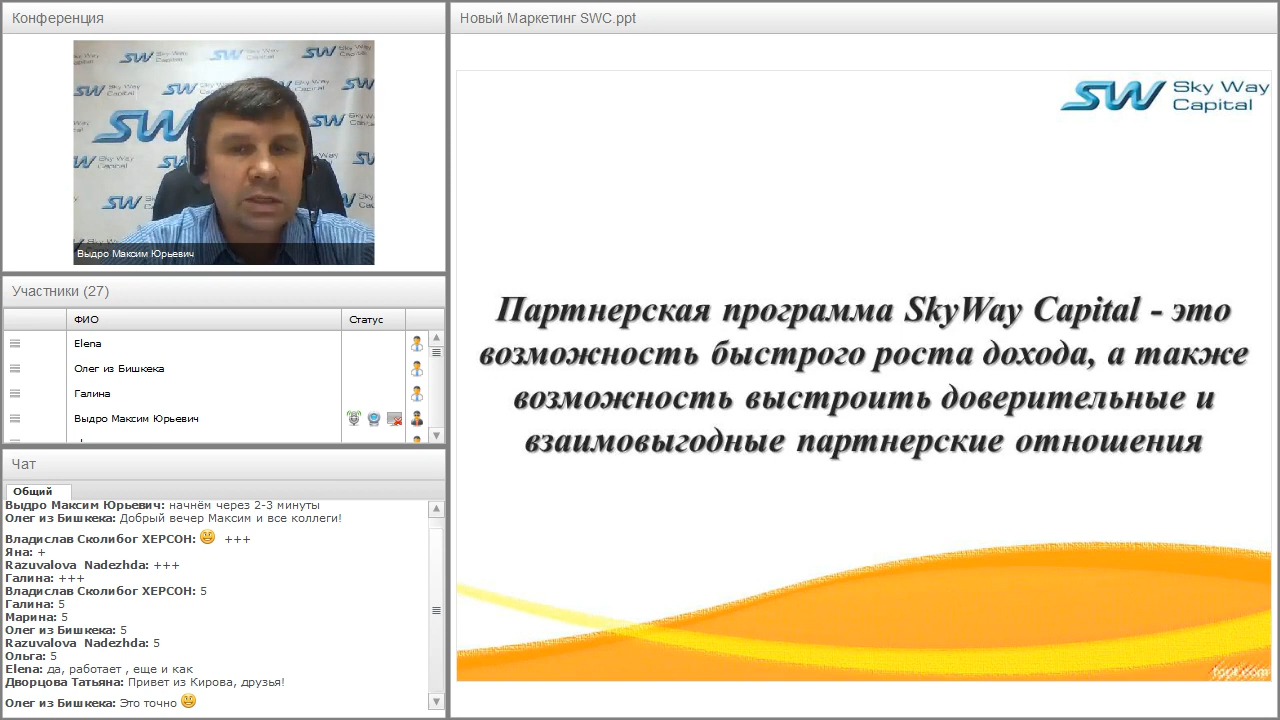 Конференция
Sky Way Capital
SW
Выдро Максим Юрьевич
Участники (27)
ФИО
Статус
Elena
Олег из Бишкека
Галина
Выдро Максим Юрьевич
Чат
Общий
Выдро Максим Юрьевич: начнём через 2-3 минуты
Олег из Бишкека: Добрый вечер Максим и все коллеги!
Владислав Сколибог ХЕРСОН: +++
Яна: +
Razuvalova Nadezhda: +++
Галина: +++
Владислав Сколибог ХЕРСОН: 5
Галина: 5
Марина: 5
Олег из Бишкека: 5
Razuvalova Nadezhda: 5
Ольга: 5
Elena: да, работает , еще и как
Дворцова Татьяна: Привет из Кирова, друзья!
Олег из Бишкека: Это точно
Новый Маркетинг SWC.ppt
SW Sky Way
Capital
Партнерская программа SkyWay Capital - это
возможность быстрого роста дохода, а также
возможность выстроить доверительные и
взаимовыгодные партнерские отношения